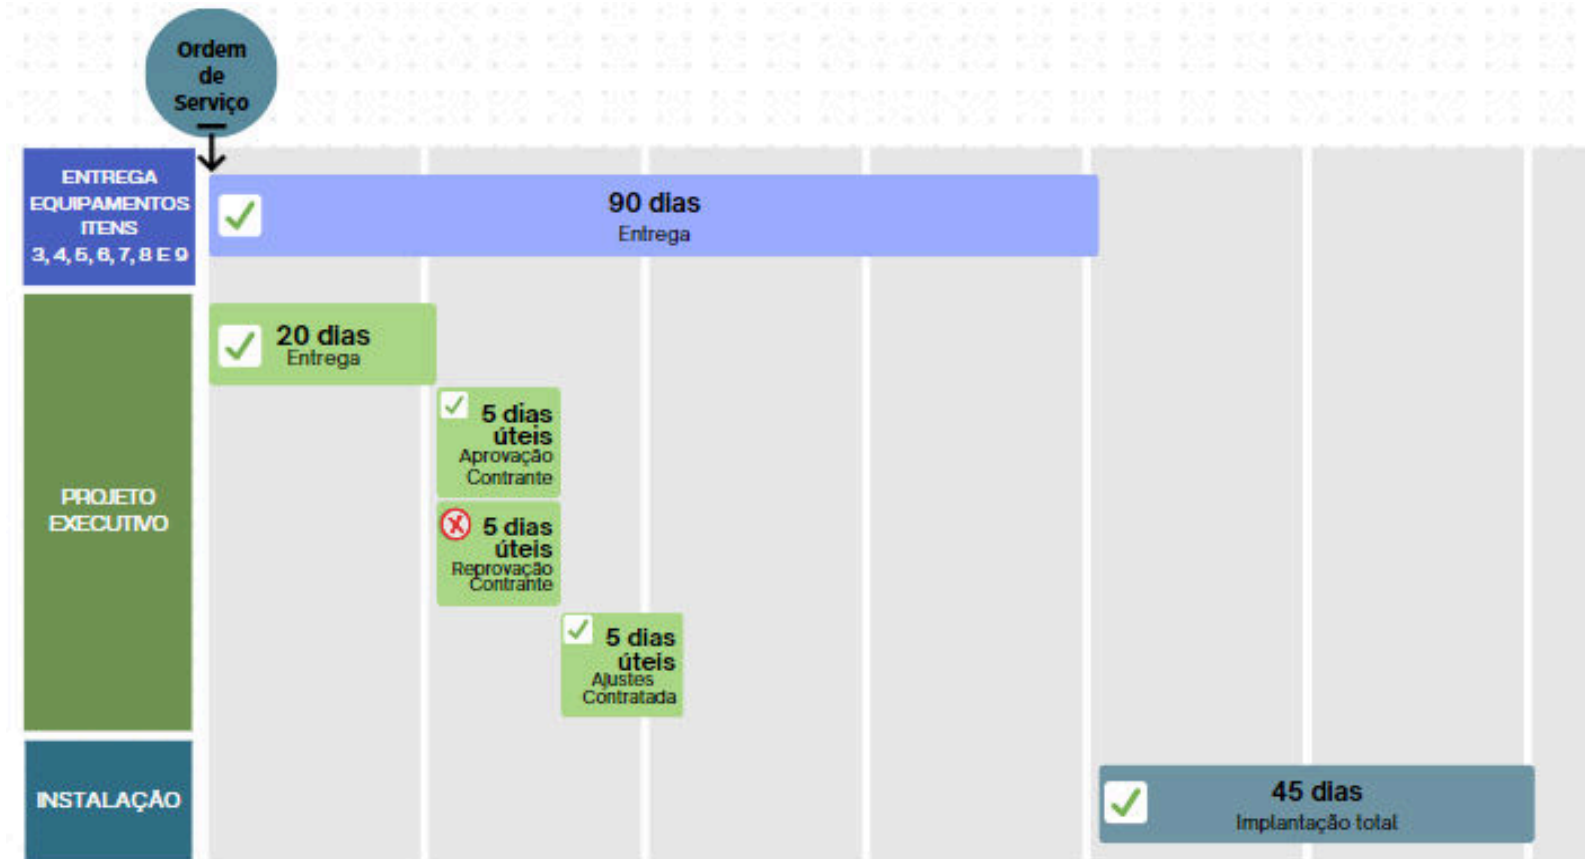 Ordem
de
Serviço
ENTREGA
EQUIPAMENTOS
ITENS
3, 4, 5, 6, 7, 8 E 9
90 dias
Entrega
PROJETO
EXECUTIVO
20 dias
Entrega
5 dias
úteis
Aprovação
Contrante
5 dias
úteis
Reprovação
Contrante
5 dias
úteis
Ajustes
Contratada
INSTALAÇÃO
45 dias
Implantação total